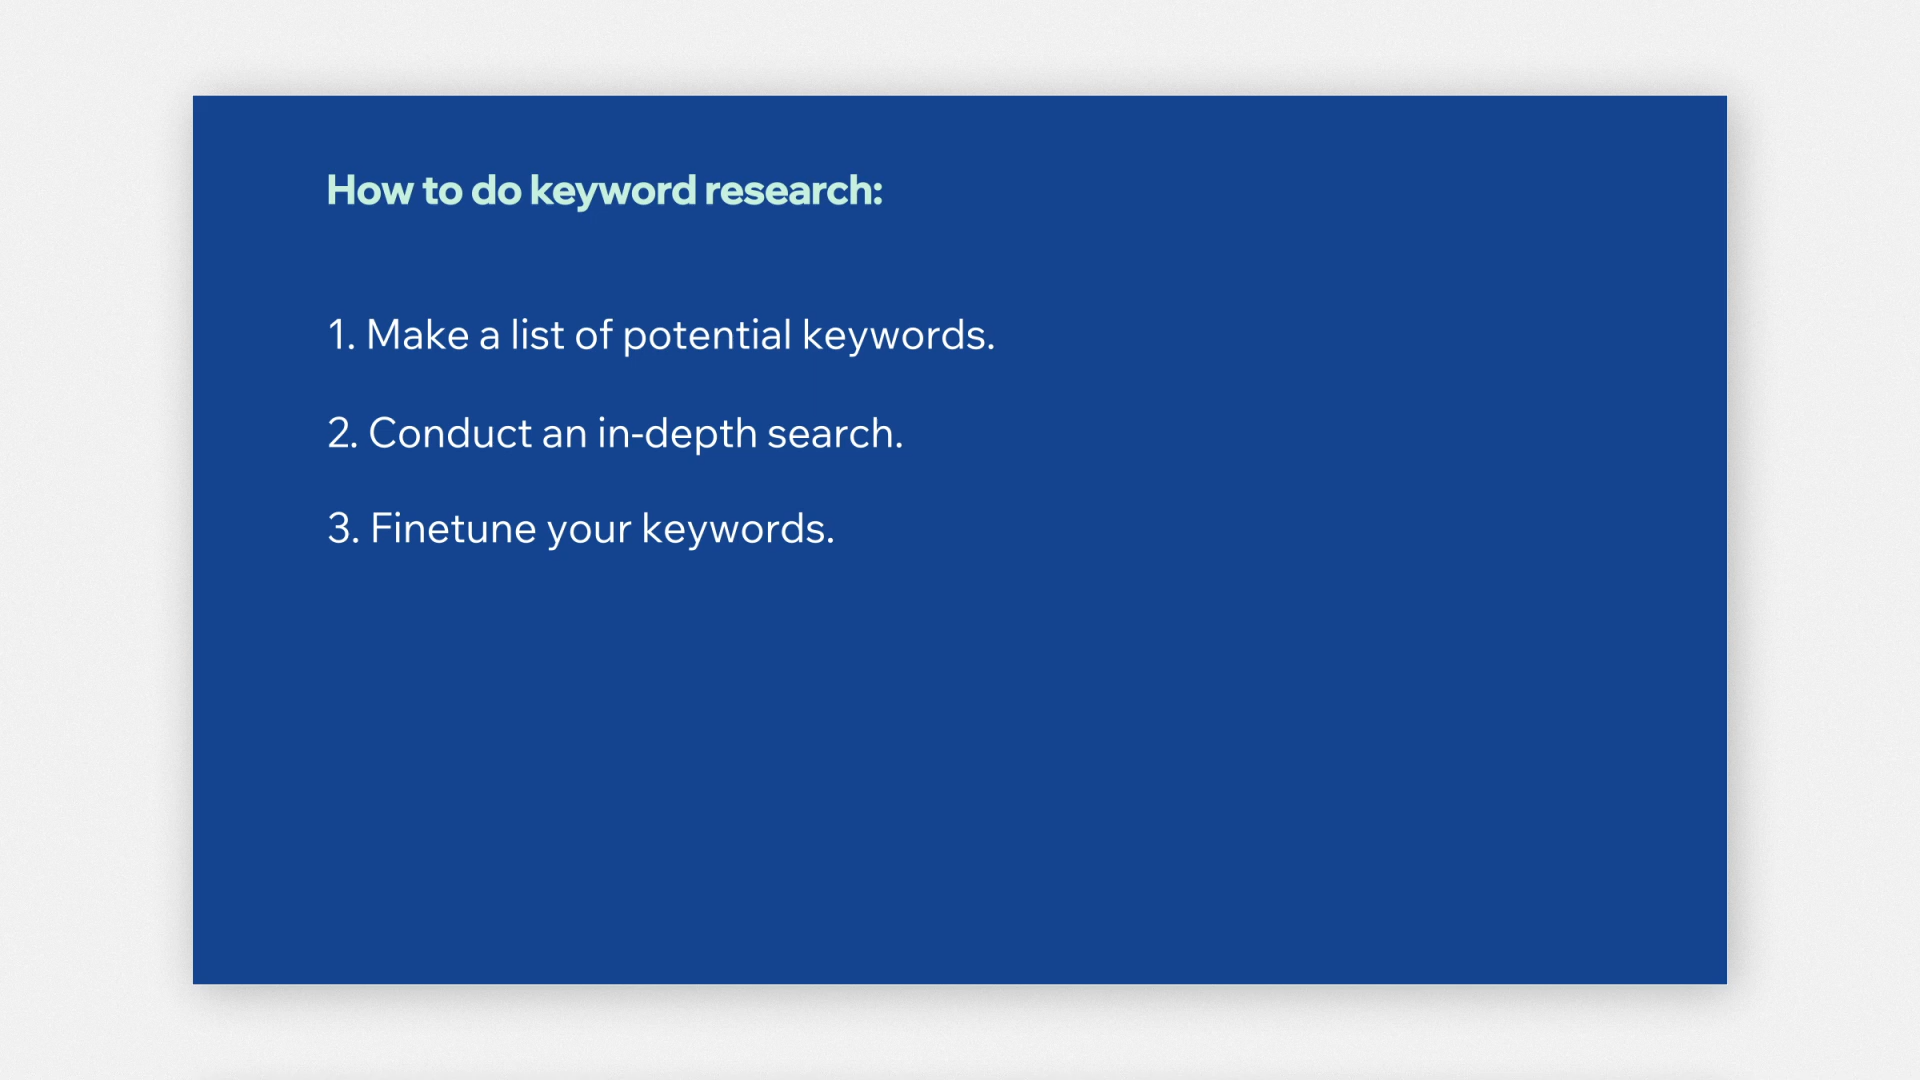 How to do keyword research:
1. Make a list of potential keywords.
2. Conduct an in-depth search.
3. Finetune your keywords.